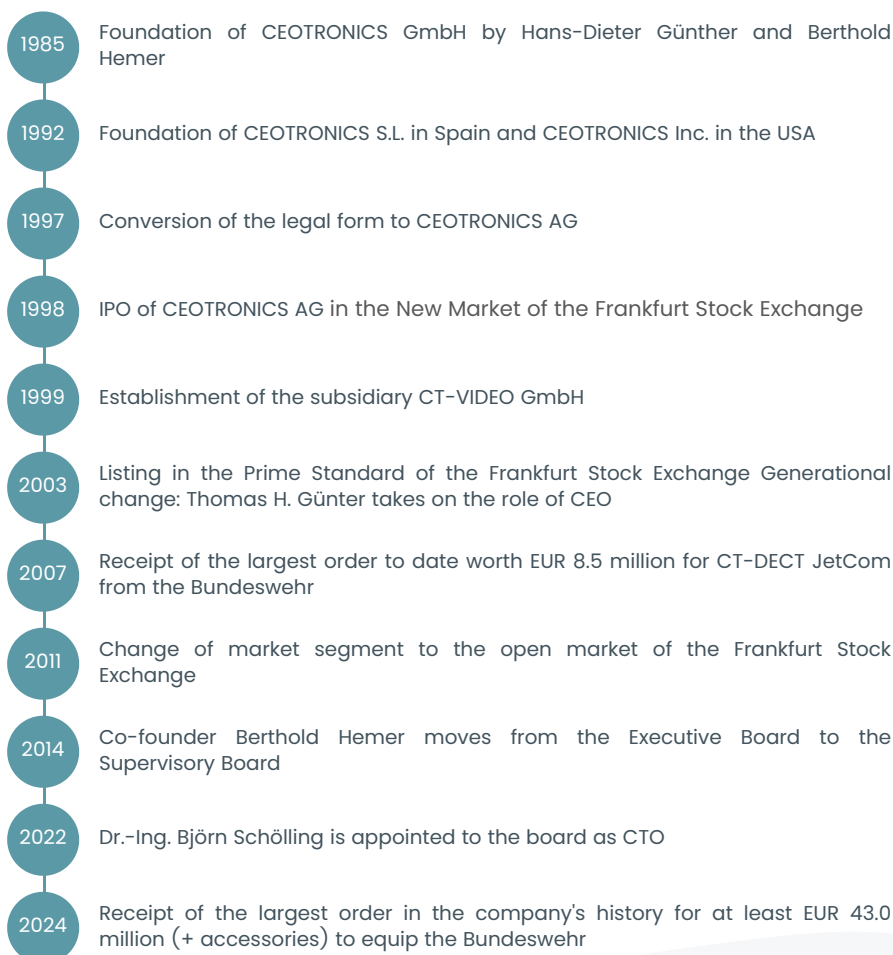 1985
Foundation of CEOTRONICS GmbH by Hans-Dieter Günther and Berthold
Hemer
1992
Foundation of CEOTRONICS S.L. in Spain and CEOTRONICS Inc. in the USA
1997
Conversion of the legal form to CEOTRONICS AG
1998
IPO of CEOTRONICS AG in the New Market of the Frankfurt Stock Exchange
1999
Establishment of the subsidiary CT-VIDEO GmbH
2003
Listing in the Prime Standard of the Frankfurt Stock Exchange Generational
change: Thomas H. Günter takes on the role of CEO
2007
Receipt of the largest order to date worth EUR 8.5 million for CT-DECT JetCom
from the Bundeswehr
2011
Change of market segment to the open market of the Frankfurt Stock
Exchange
2014
Co-founder Berthold Hemer moves from the Executive Board to the
Supervisory Board
2022
Dr.-Ing. Björn Schölling is appointed to the board as CTO
2024
Receipt of the largest order in the company's history for at least EUR 43.0
million (+ accessories) to equip the Bundeswehr